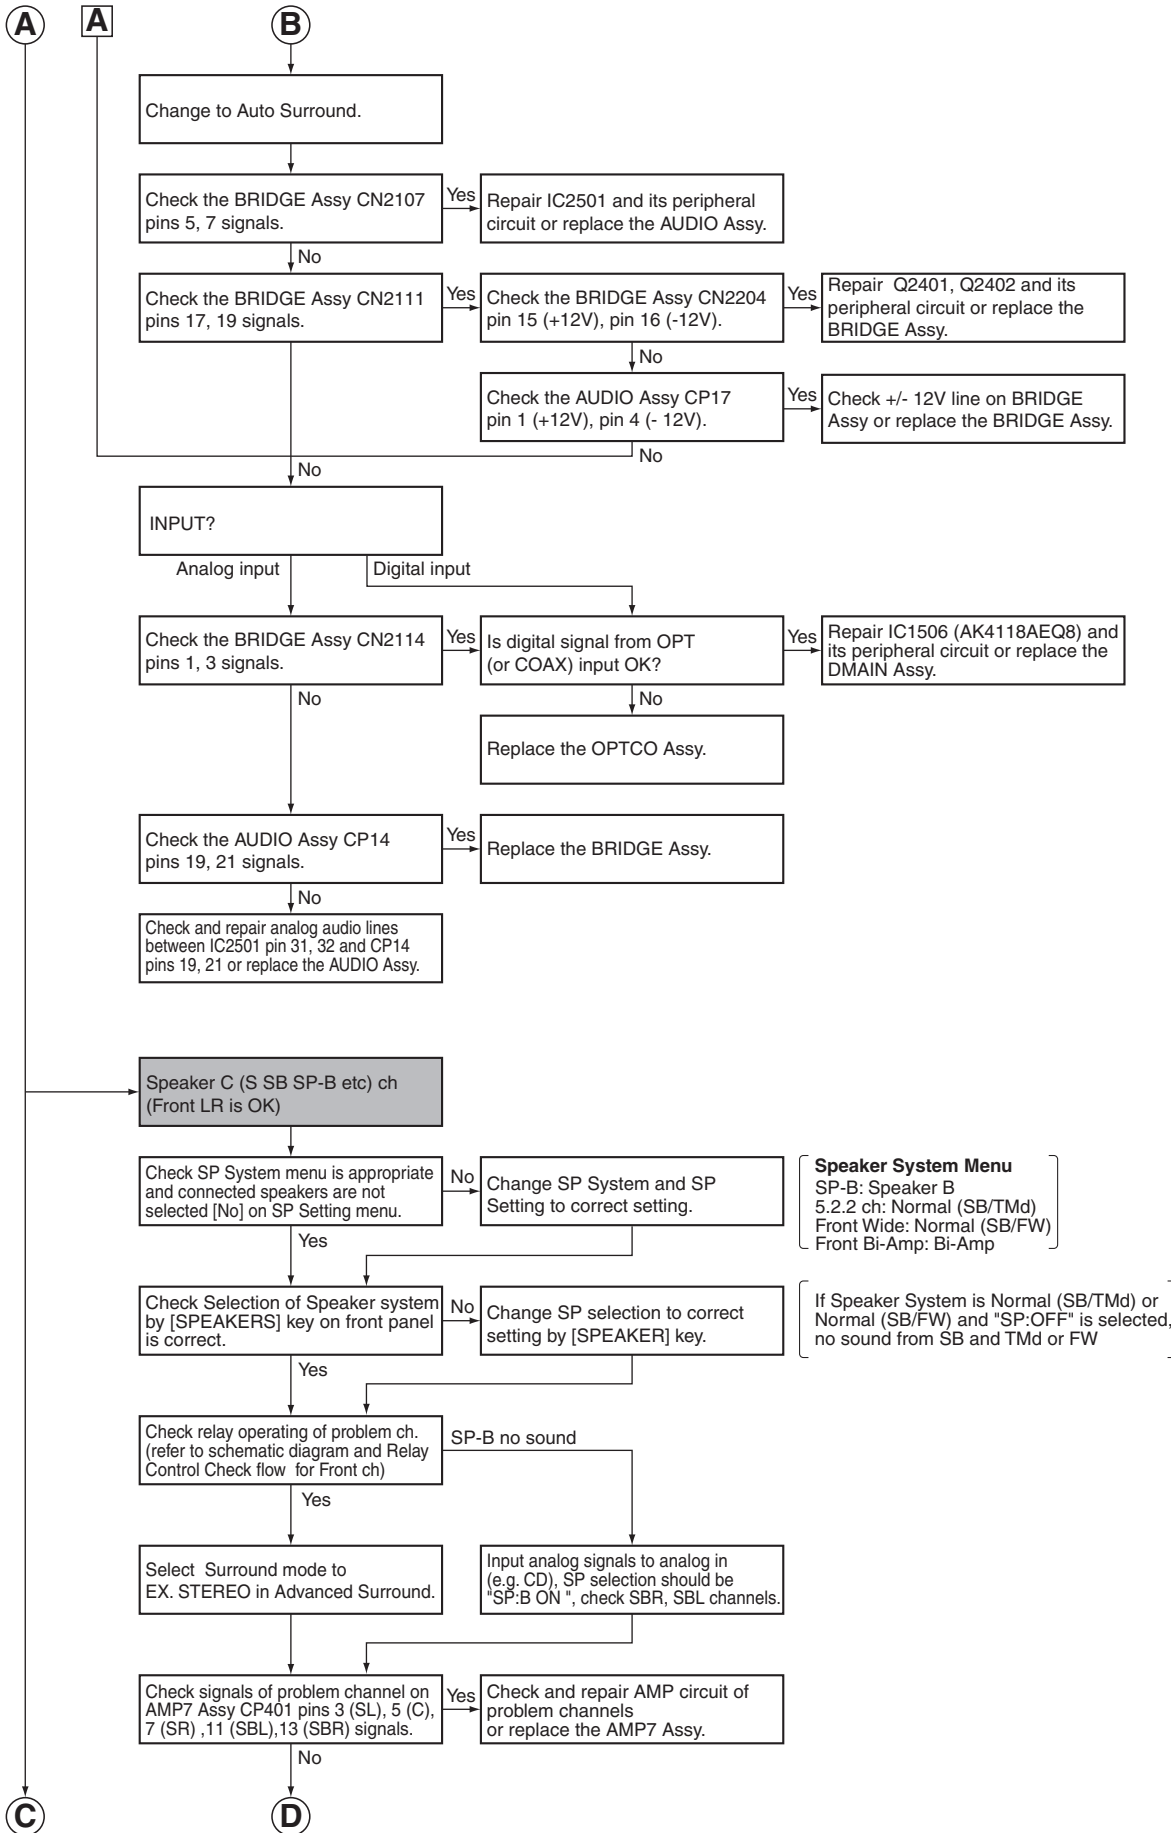 A
A
B
Change to Auto Surround.
Check the BRIDGE Assy CN2107
pins 5, 7 signals.
Yes
Repair IC2501 and its peripheral
circuit or replace the AUDIO Assy.
No
Check the BRIDGE Assy CN2111
pins 17, 19 signals.
Yes
Check the BRIDGE Assy CN2204
pin 15 (+12V), pin 16 (-12V).
Yes
Repair Q2401, Q2402 and its
peripheral circuit or replace the
BRIDGE Assy.
No
Check the AUDIO Assy CP17
pin 1 (+12V), pin 4 (- 12V).
Yes
Check +/- 12V line on BRIDGE
Assy or replace the BRIDGE Assy.
No
No
INPUT?
Analog input
Digital input
Check the BRIDGE Assy CN2114
pins 1, 3 signals.
Yes
Is digital signal from OPT
(or COAX) input OK?
Yes
Repair IC1506 (AK4118AEQ8) and
its peripheral circuit or replace the
DMAIN Assy.
No
No
Replace the OPTCO Assy.
Check the AUDIO Assy CP14
pins 19, 21 signals.
Yes
Replace the BRIDGE Assy.
No
Check and repair analog audio lines
between IC2501 pin 31, 32 and CP14
pins 19, 21 or replace the AUDIO Assy.
Speaker C (S SB SP-B etc) ch
(Front LR is OK)
Check SP System menu is appropriate
and connected speakers are not
selected [No] on SP Setting menu.
No
Change SP System and SP
Setting to correct setting.
Speaker System Menu
SP-B: Speaker B
5.2.2 ch: Normal (SB/TMd)
Front Wide: Normal (SB/FW)
Front Bi-Amp: Bi-Amp
Yes
Check Selection of Speaker system
by [SPEAKERS] key on front panel
is correct.
No
Change SP selection to correct
setting by [SPEAKER] key.
If Speaker System is Normal (SB/TMd) or
Normal (SB/FW) and "SP:OFF" is selected,
no sound from SB and TMd or FW
Yes
Check relay operating of problem ch.
(refer to schematic diagram and Relay
Control Check flow for Front ch)
SP-B no sound
Yes
Select Surround mode to
EX. STEREO in Advanced Surround.
Input analog signals to analog in
(e.g. CD), SP selection should be
"SP:B ON ", check SBR, SBL channels.
Check signals of problem channel on
AMP7 Assy CP401 pins 3 (SL), 5 (C),
7 (SR) ,11 (SBL),13 (SBR) signals.
Yes
Check and repair AMP circuit of
problem channels
or replace the AMP7 Assy.
No
C
D